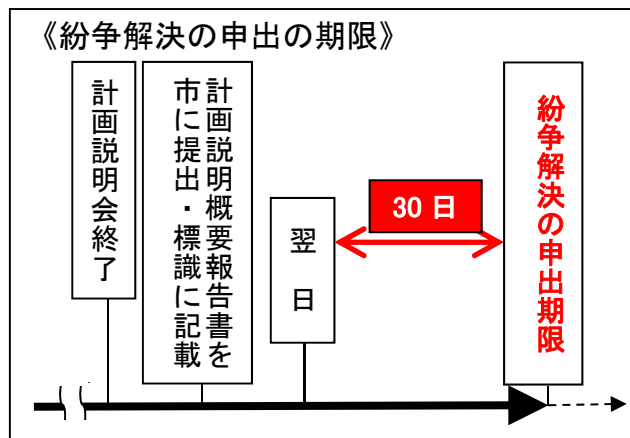 《紛争解決の申出の期限》
計画説明会終了
計画説明概要報告書を
市に提出・標識に記載
翌日
30 日
紛争解決の申出期限